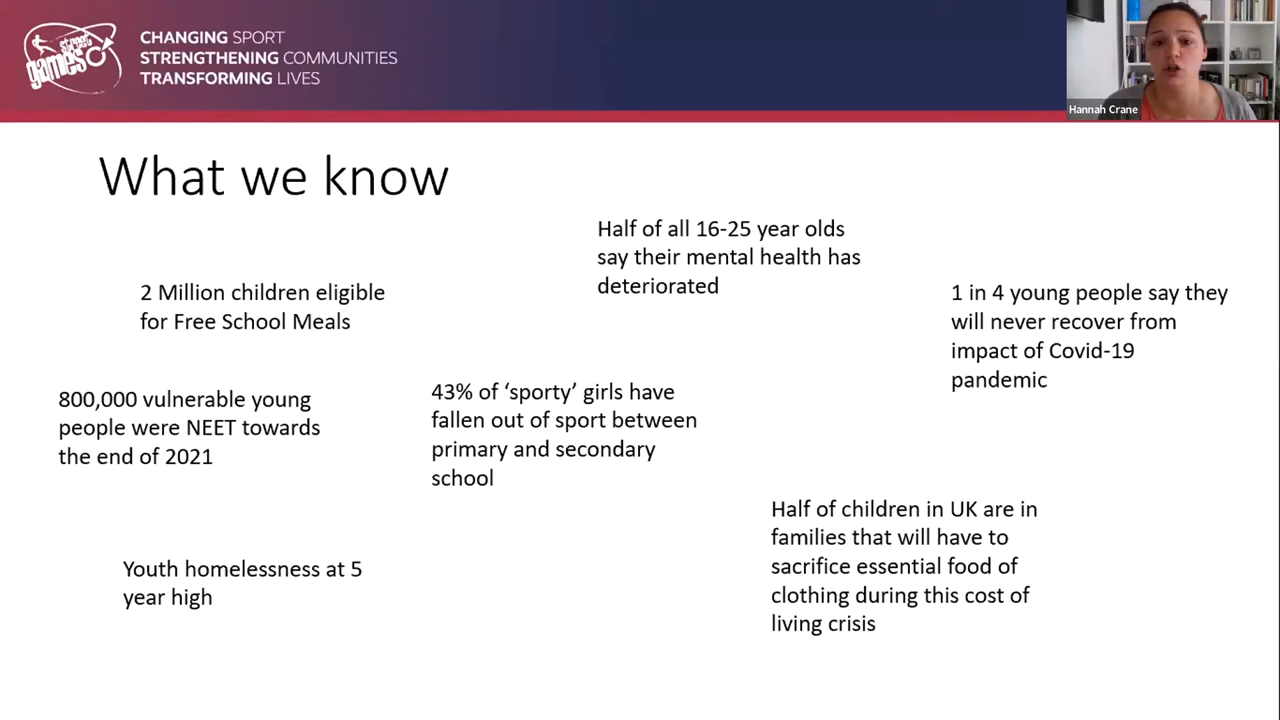 street
games
CHANGING SPORT
STRENGTHENING COMMUNITIES
TRANSFORMING LIVES
Hannah Crane
What we know
Half of all 16-25 year olds
say their mental health has
deteriorated
2 Million children eligible
for Free School Meals
1 in 4 young people say they
will never recover from
impact of Covid-19
pandemic
800,000 vulnerable young
people were NEET towards
the end of 2021
43% of ‘sporty’ girls have
fallen out of sport between
primary and secondary
school
Half of children in UK are in
families that will have to
sacrifice essential food of
clothing during this cost of
living crisis
Youth homelessness at 5
year high